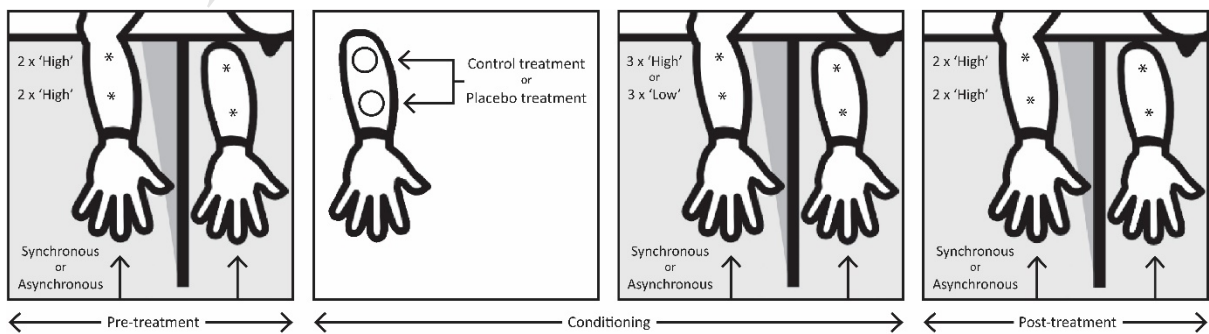 2 x ‘High’
2 x ‘High’
Synchronous
or
Asynchronous
Control treatment
or
Placebo treatment
3 x ‘High’
or
3 x ‘Low’
Synchronous
or
Asynchronous
2 x ‘High’
2 x ‘High’
Synchronous
or
Asynchronous
Pre-treatment
Conditioning
Post-treatment